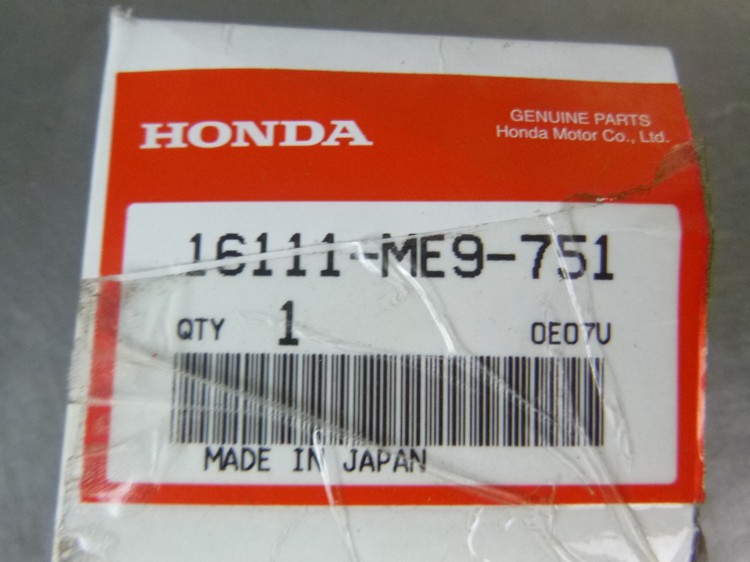 HONDA
GENUINE PARTS
Honda Motor Co., Ltd.
16111-ME9-751
QTY 1 0E07U
MADE IN JAPAN